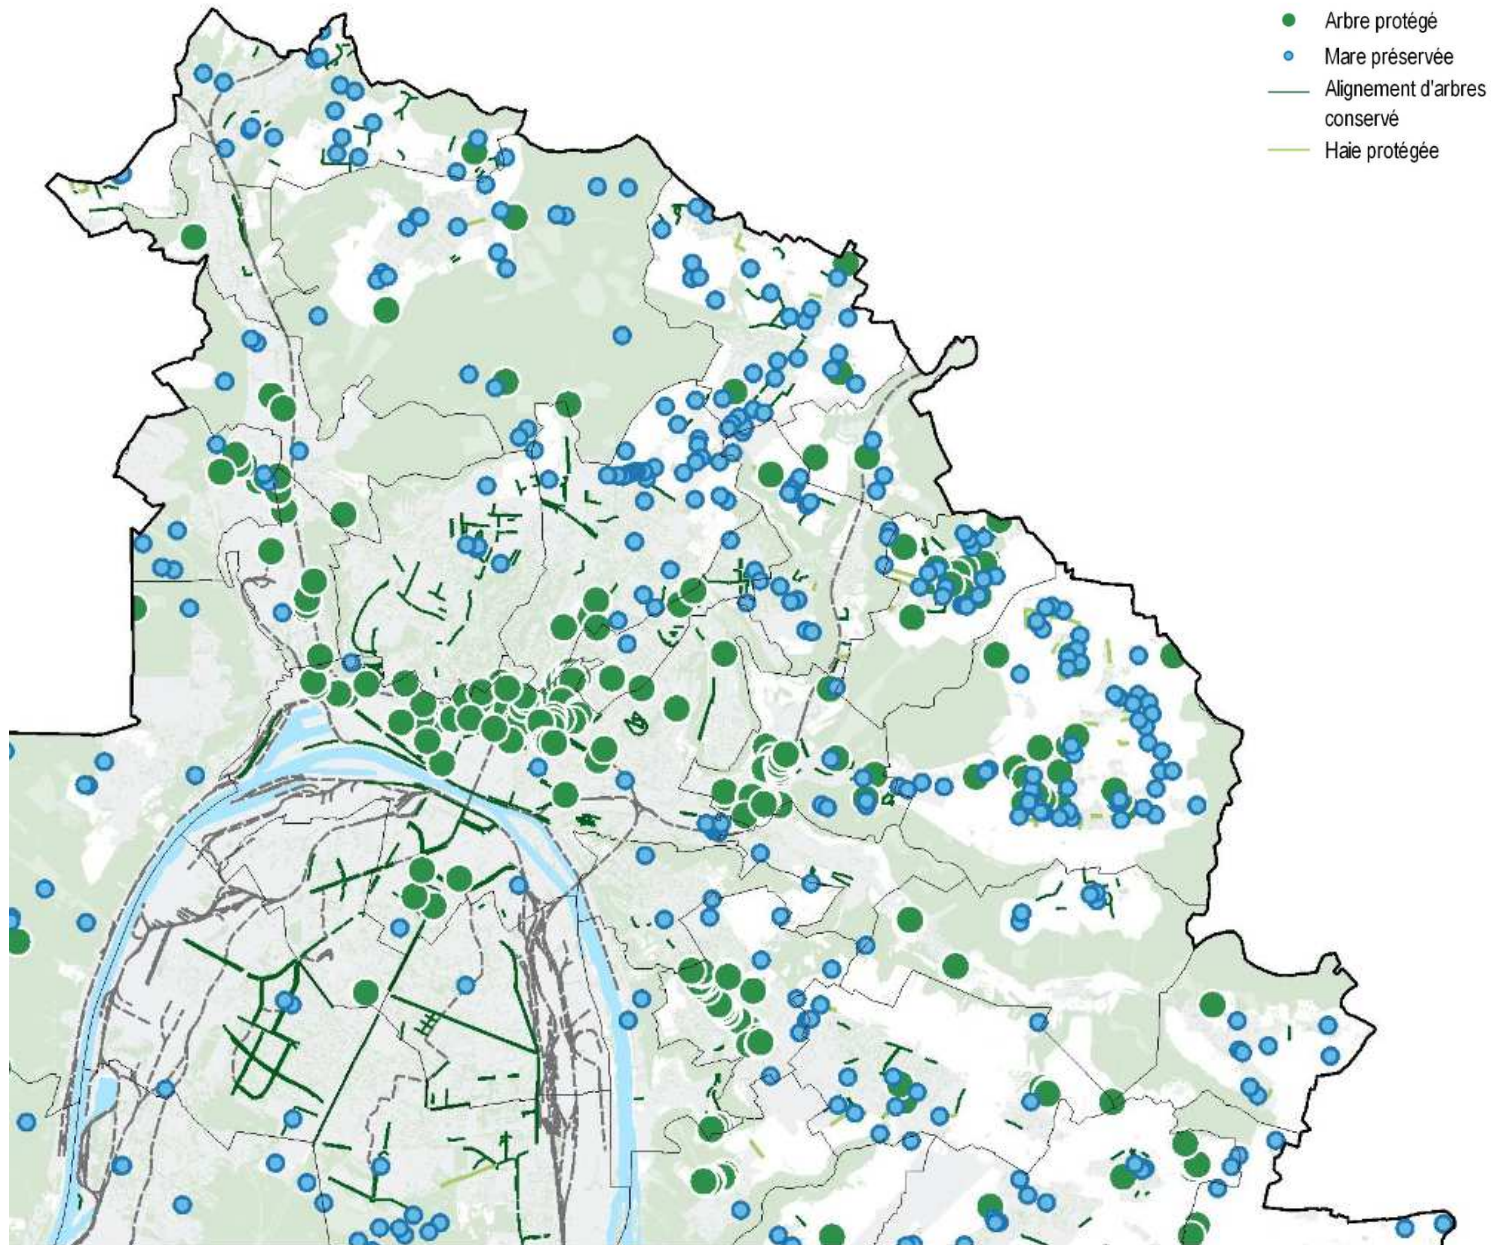 Arbre protégé
Mare préservée
Alignement d'arbres
conservé
Haie protégée